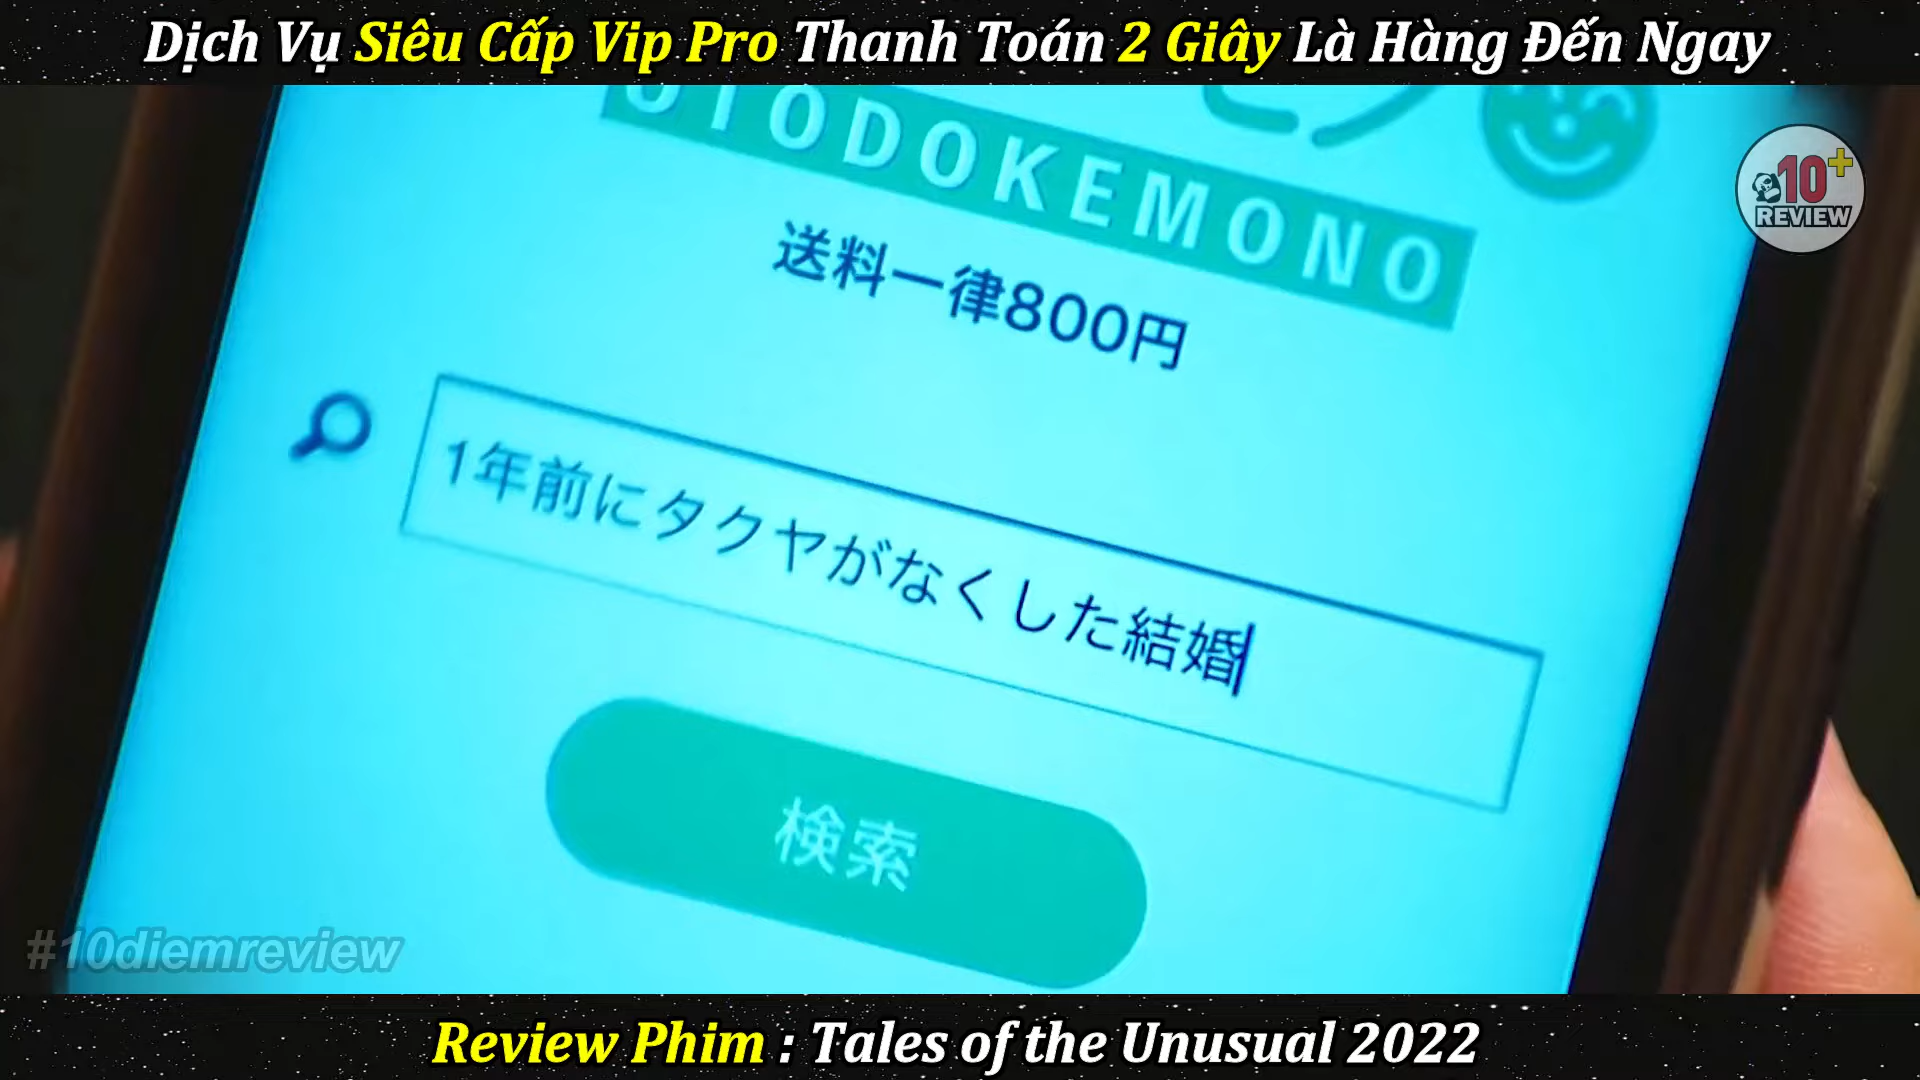 Dịch Vụ Siêu Cấp Vip Pro Thanh Toán 2 Giây Là Hàng Đến Ngay
OTODOKEMONO
10+
REVIEW
送料一律800円
1年前にタクヤがなくした結婚
検索
#10diemreview
Review Phim : Tales of the Unusual 2022